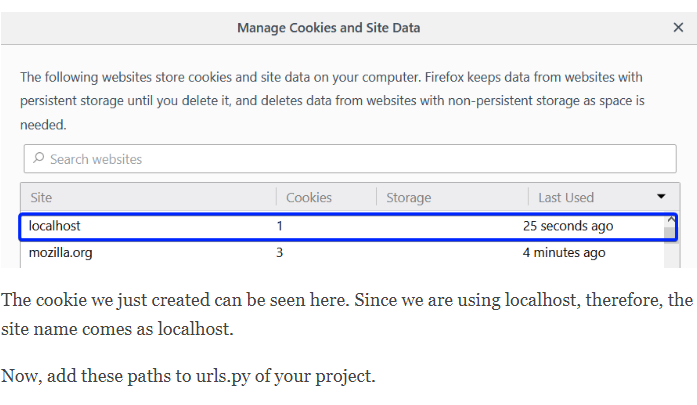 Manage Cookies and Site Data
The following websites store cookies and site data on your computer. Firefox keeps data from websites with
persistent storage until you delete it, and deletes data from websites with non-persistent storage as space is
needed.
Search websites
Site Cookies Storage Last Used
localhost 1 25 seconds ago
mozilla.org 3 4 minutes ago
The cookie we just created can be seen here. Since we are using localhost, therefore, the
site name comes as localhost.
Now, add these paths to urls.py of your project.